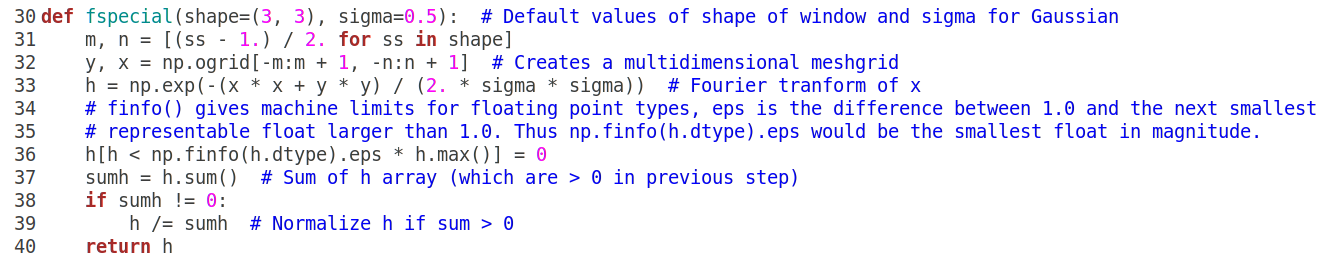 30 def fspecial(shape=(3, 3), sigma=0.5):  # Default values of shape of window and sigma for Gaussian
31     m, n = [(ss - 1.) / 2. for ss in shape]
32     y, x = np.ogrid[-m:m + 1, -n:n + 1]  # Creates a multidimensional meshgrid
33     h = np.exp(-(x * x + y * y) / (2. * sigma * sigma))  # Fourier tranform of x
34     # finfo() gives machine limits for floating point types, eps is the difference between 1.0 and the next smallest
35     # representable float larger than 1.0. Thus np.finfo(h.dtype).eps would be the smallest float in magnitude.
36     h[h < np.finfo(h.dtype).eps * h.max()] = 0
37     sumh = h.sum()  # Sum of h array (which are > 0 in previous step)
38     if sumh != 0:
39         h /= sumh  # Normalize h if sum > 0
40     return h